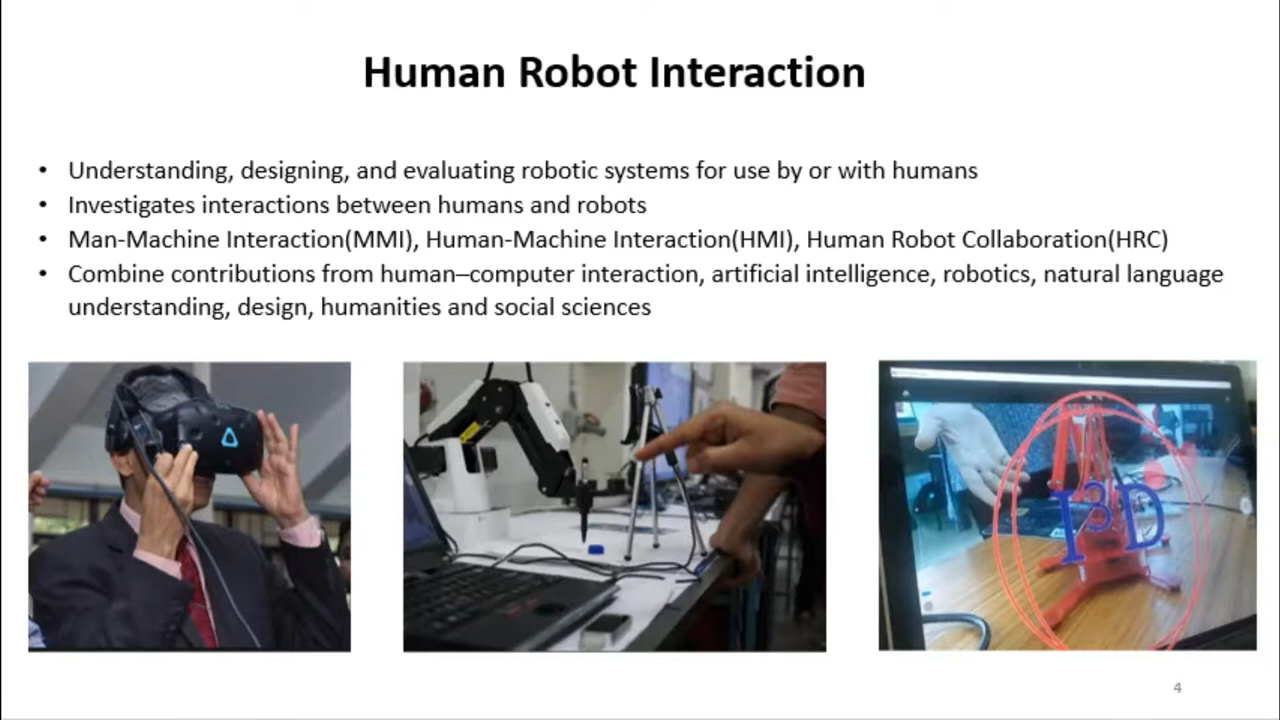 Human Robot Interaction
• Understanding, designing, and evaluating robotic systems for use by or with humans
• Investigates interactions between humans and robots
• Man-Machine Interaction(MMI), Human-Machine Interaction(HMI), Human Robot Collaboration(HRC)
• Combine contributions from human–computer interaction, artificial intelligence, robotics, natural language
understanding, design, humanities and social sciences
I3D
4